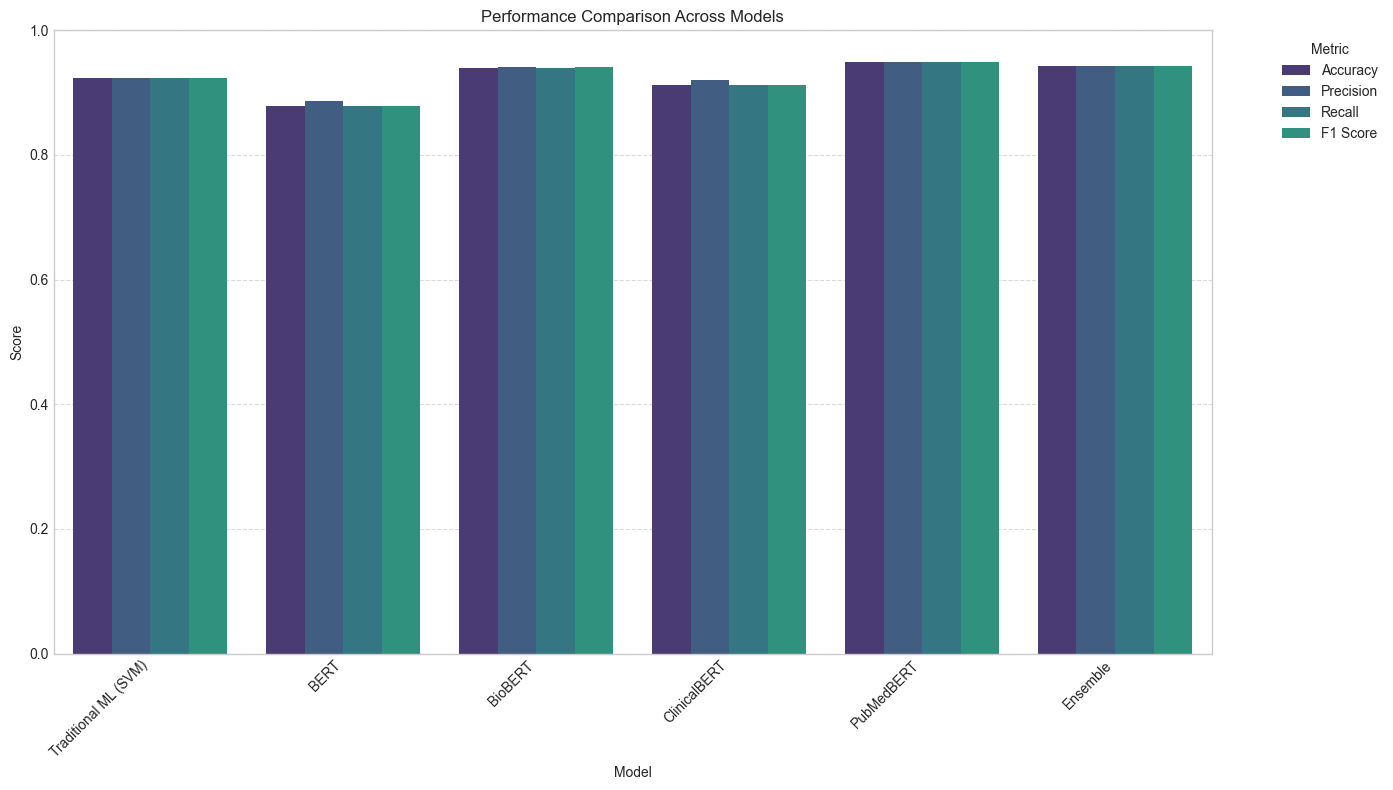 Performance Comparison Across Models
Metric
Accuracy
Precision
Recall
F1 Score
Score
1.0
0.8
0.6
0.4
0.2
0.0
Traditional ML (SVM)
BERT
BioBERT
ClinicalBERT
PubMedBERT
Ensemble
Model